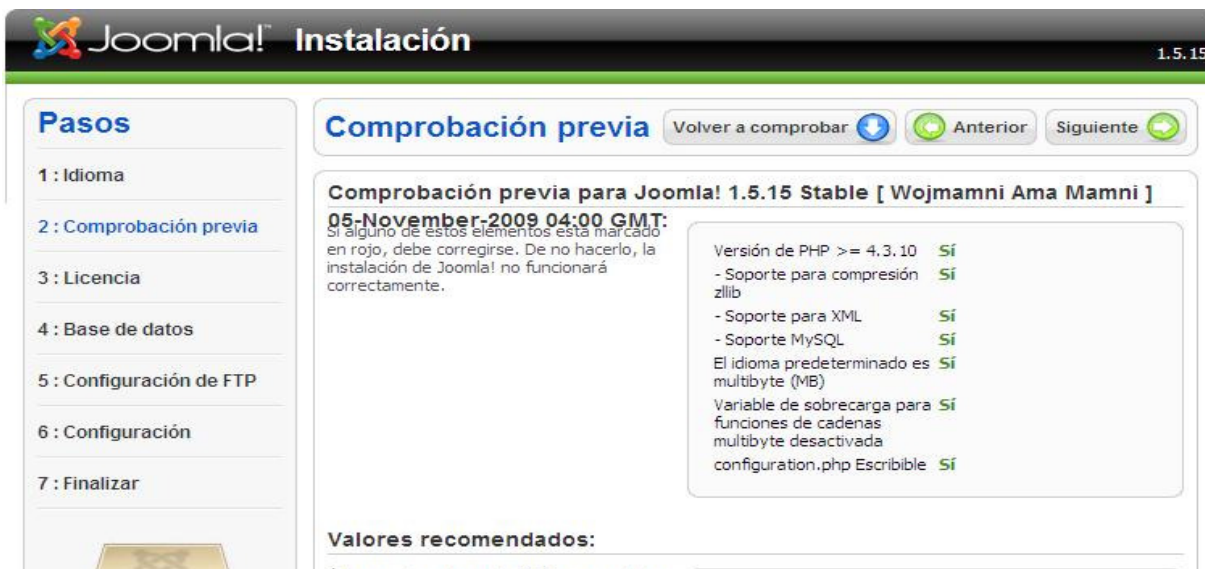 Joomla! Instalación
1.5.15
Pasos
1 : Idioma
2 : Comprobación previa
3 : Licencia
4 : Base de datos
5 : Configuración de FTP
6 : Configuración
7 : Finalizar
Comprobación previa
Volver a comprobar
Anterior
Siguiente
Comprobación previa para Joomla! 1.5.15 Stable [ Wojmamni Ama Mamni ]
05-November-2009 04:00 GMT:
Si alguno de estos elementos está marcado
en rojo, debe corregirse. De no hacerlo, la
instalación de Joomla! no funcionará
correctamente.
Versión de PHP >= 4.3.10 Sí
- Soporte para compresión Sí
zlib
- Soporte para XML Sí
- Soporte MySQL Sí
El idioma predeterminado es Sí
multibyte (MB)
Variable de sobrecarga para Sí
funciones de cadenas
multibyte desactivada
configuration.php Escribible Sí
Valores recomendados: